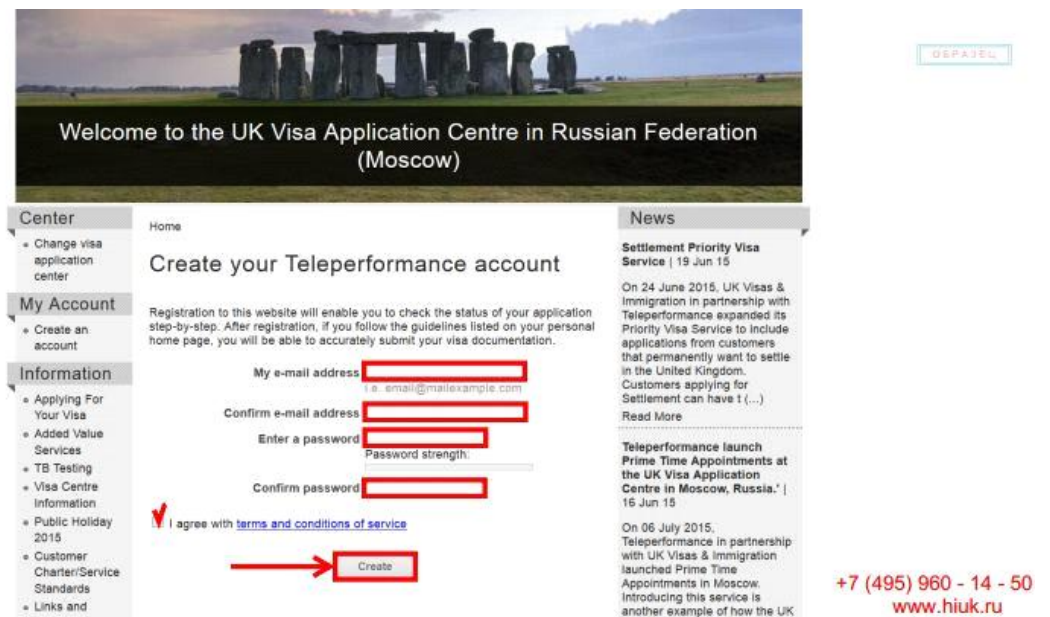 ОБРАЗЕЦ
Welcome to the UK Visa Application Centre in Russian Federation
(Moscow)
Center
Change visa
application
center
My Account
Create an
account
Information
Applying For
Your Visa
Added Value
Services
TB Testing
Visa Centre
Information
Public Holiday
2015
Customer
Charter/Service
Standards
Links and
Home
Create your Teleperformance account
Registration to this website will enable you to check the status of your application
step-by-step. After registration, if you follow the guidelines listed on your personal
home page, you will be able to accurately submit your visa documentation.
My e-mail address
i.e. email@mailexample.com
Confirm e-mail address
Enter a password
Password strength:
Confirm password
I agree with terms and conditions of service
Create
News
Settlement Priority Visa
Service | 19 Jun 15
On 24 June 2015, UK Visas &
Immigration in partnership with
Teleperformance expanded its
Priority Visa Service to include
applications from customers
that permanently want to settle
in the United Kingdom.
Customers applying for
Settlement can have t (...)
Read More
Teleperformance launch
Prime Time Appointments at
the UK Visa Application
Centre in Moscow, Russia.' |
16 Jun 15
On 06 July 2015,
Teleperformance in partnership
with UK Visas & Immigration
launched Prime Time
Appointments in Moscow.
Introducing this service is
another example of how the UK
+7 (495) 960 - 14 - 50
www.hiuk.ru